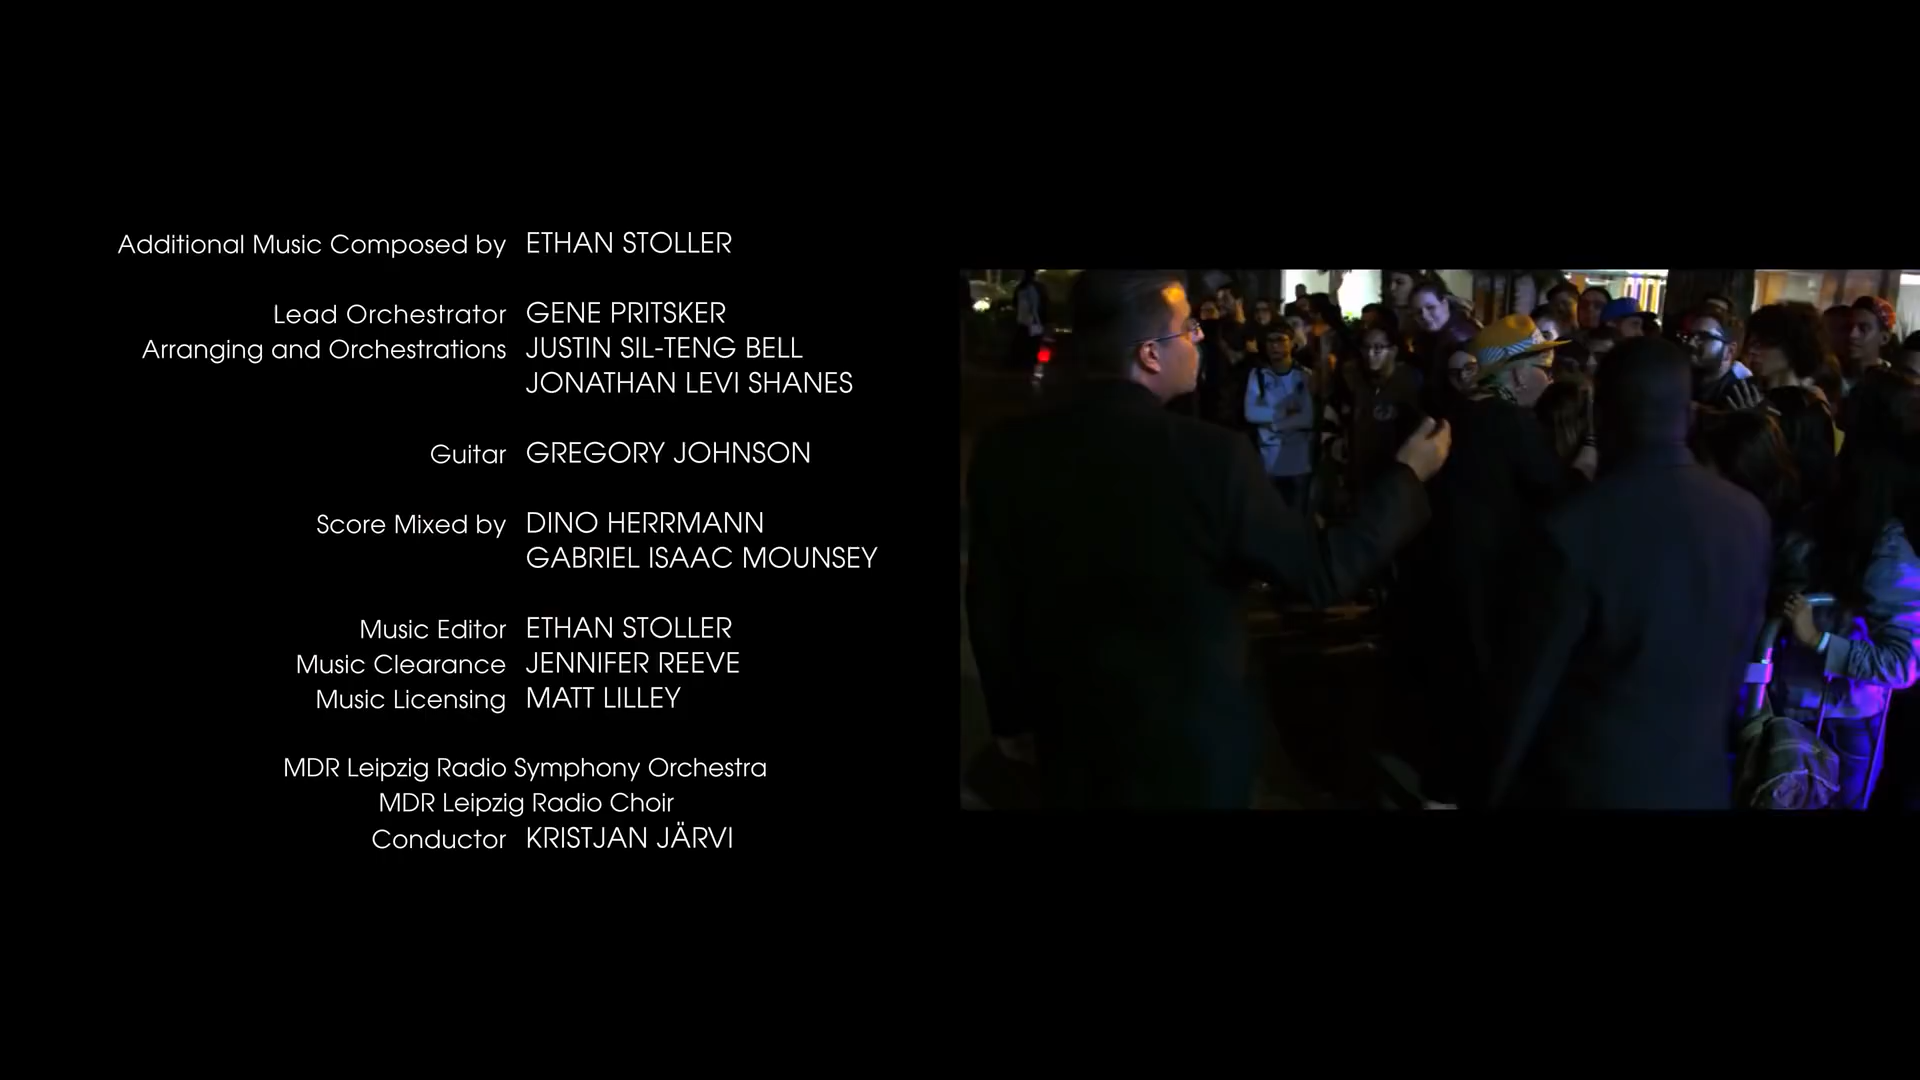 Additional Music Composed by ETHAN STOLLER
Lead Orchestrator GENE PRITSKER
Arranging and Orchestrations JUSTIN SIL-TENG BELL
JONATHAN LEVI SHANES
Guitar GREGORY JOHNSON
Score Mixed by DINO HERRMANN
GABRIEL ISAAC MOUNSEY
Music Editor ETHAN STOLLER
Music Clearance JENNIFER REEVE
Music Licensing MATT LILLEY
MDR Leipzig Radio Symphony Orchestra
MDR Leipzig Radio Choir
Conductor KRISTJAN JÄRVI